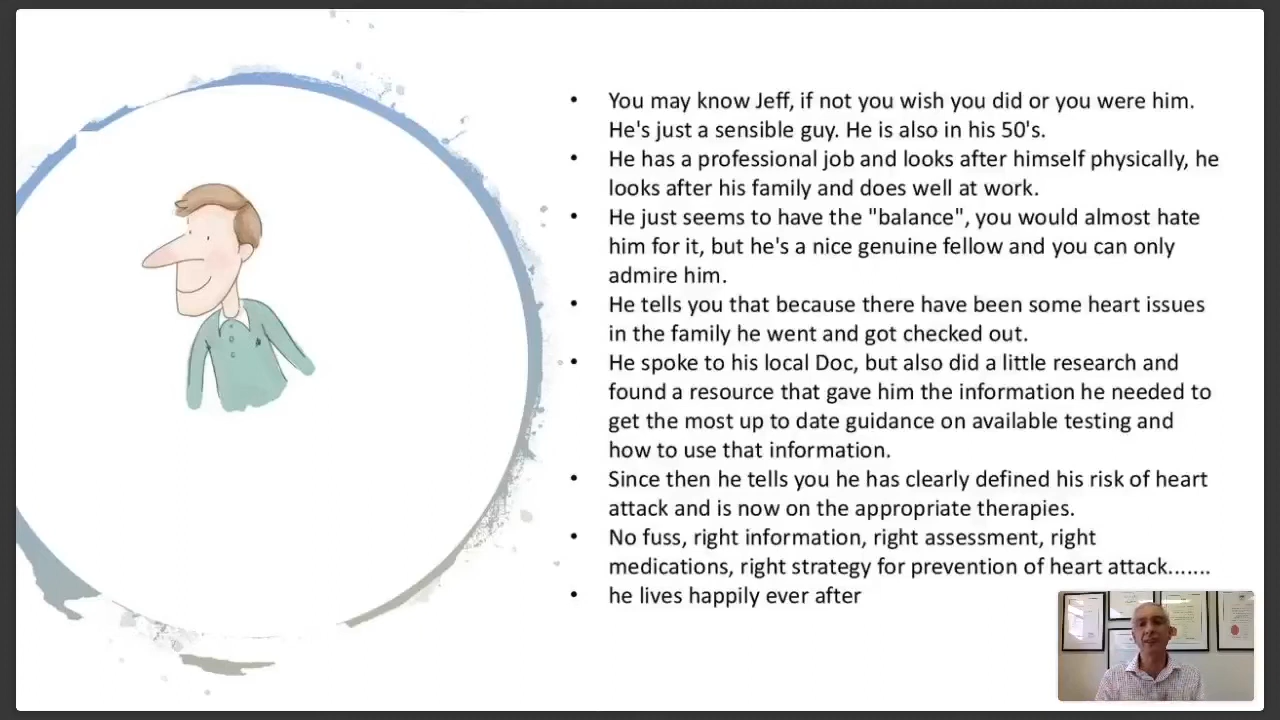 • You may know Jeff, if not you wish you did or you were him.
He's just a sensible guy. He is also in his 50's.
• He has a professional job and looks after himself physically, he
looks after his family and does well at work.
• He just seems to have the "balance", you would almost hate
him for it, but he's a nice genuine fellow and you can only
admire him.
• He tells you that because there have been some heart issues
in the family he went and got checked out.
• He spoke to his local Doc, but also did a little research and
found a resource that gave him the information he needed to
get the most up to date guidance on available testing and
how to use that information.
• Since then he tells you he has clearly defined his risk of heart
attack and is now on the appropriate therapies.
• No fuss, right information, right assessment, right
medications, right strategy for prevention of heart attack.......
• he lives happily ever after